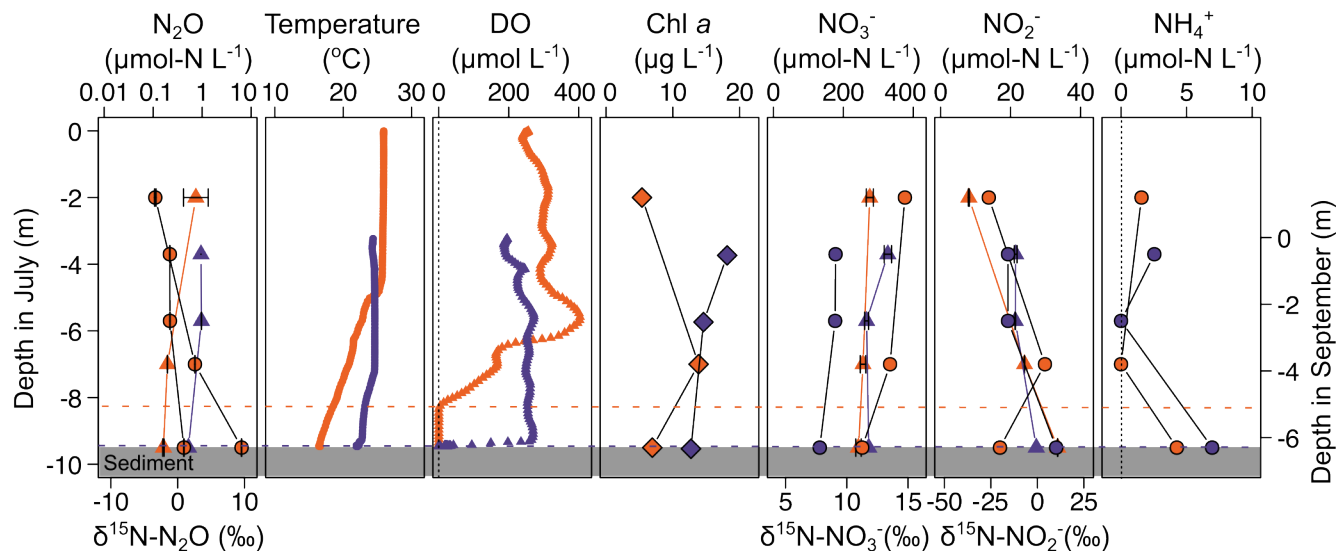 N₂O Temperature DO Chl a NO₃⁻ NO₂⁻ NH₄⁺
(µmol-N L⁻¹) (°C) (µmol L⁻¹) (µg L⁻¹) (µmol-N L⁻¹) (µmol-N L⁻¹) (µmol-N L⁻¹)
0.01 0.1 1 10 10 20 30 0 200 400 0 10 20 0 200 400 0 20 40 0 5 10
0
-2
-4
-6
-8
-10
Depth in July (m)
Sediment
0
-2
-4
-6
Depth in September (m)
-10 0 10 5 10 15 -50 -25 0 25
δ¹⁵N-N₂O (‰) δ¹⁵N-NO₃⁻(‰) δ¹⁵N-NO₂⁻(‰)